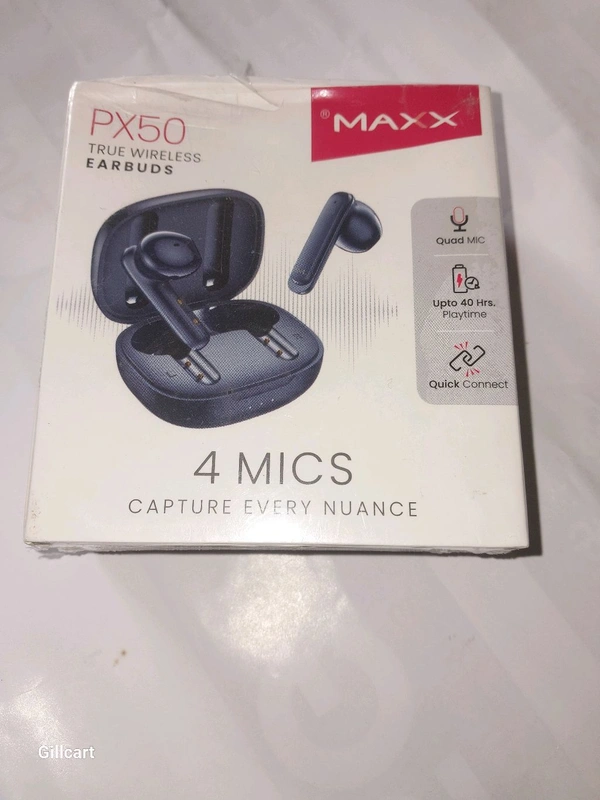 PX50
TRUE WIRELESS
EARBUDS
® MAXX
Quad MIC
Upto 40 Hrs.
Playtime
Quick Connect
4 MICS
CAPTURE EVERY NUANCE
Gillcart